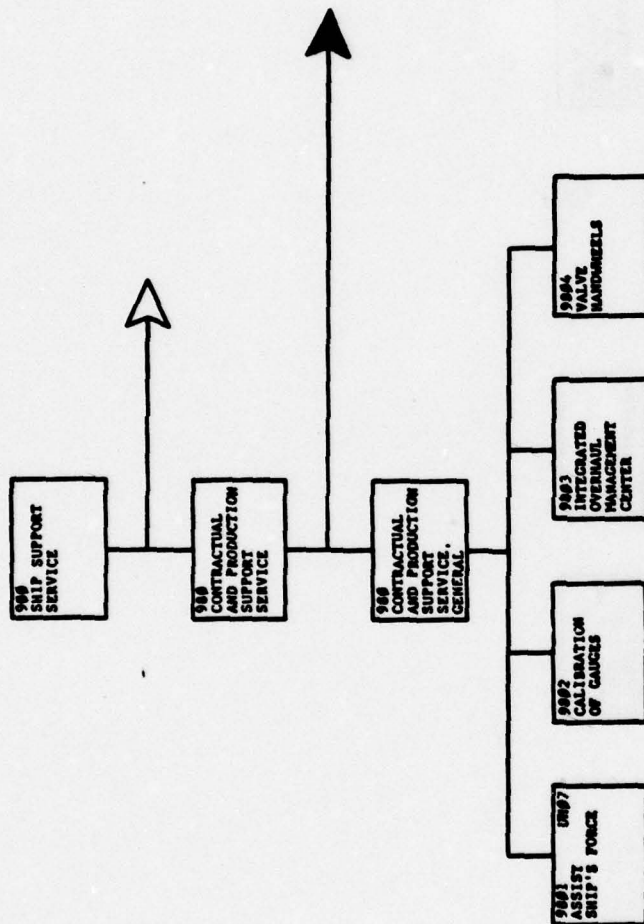 900
SHIP SUPPORT
SERVICE
900
CONTRACTUAL
AND PRODUCTION
SUPPORT
SERVICE
900
CONTRACTUAL
AND PRODUCTION
SUPPORT
SERVICE,
GENERAL
9001 UM07
ASSIST
SHIP'S FORCE
9002
CALIBRATION
OF GAUGES
9003
INTEGRATED
OVERHAUL
MANAGEMENT
CENTER
9004
VALVE
HANDWHEELS